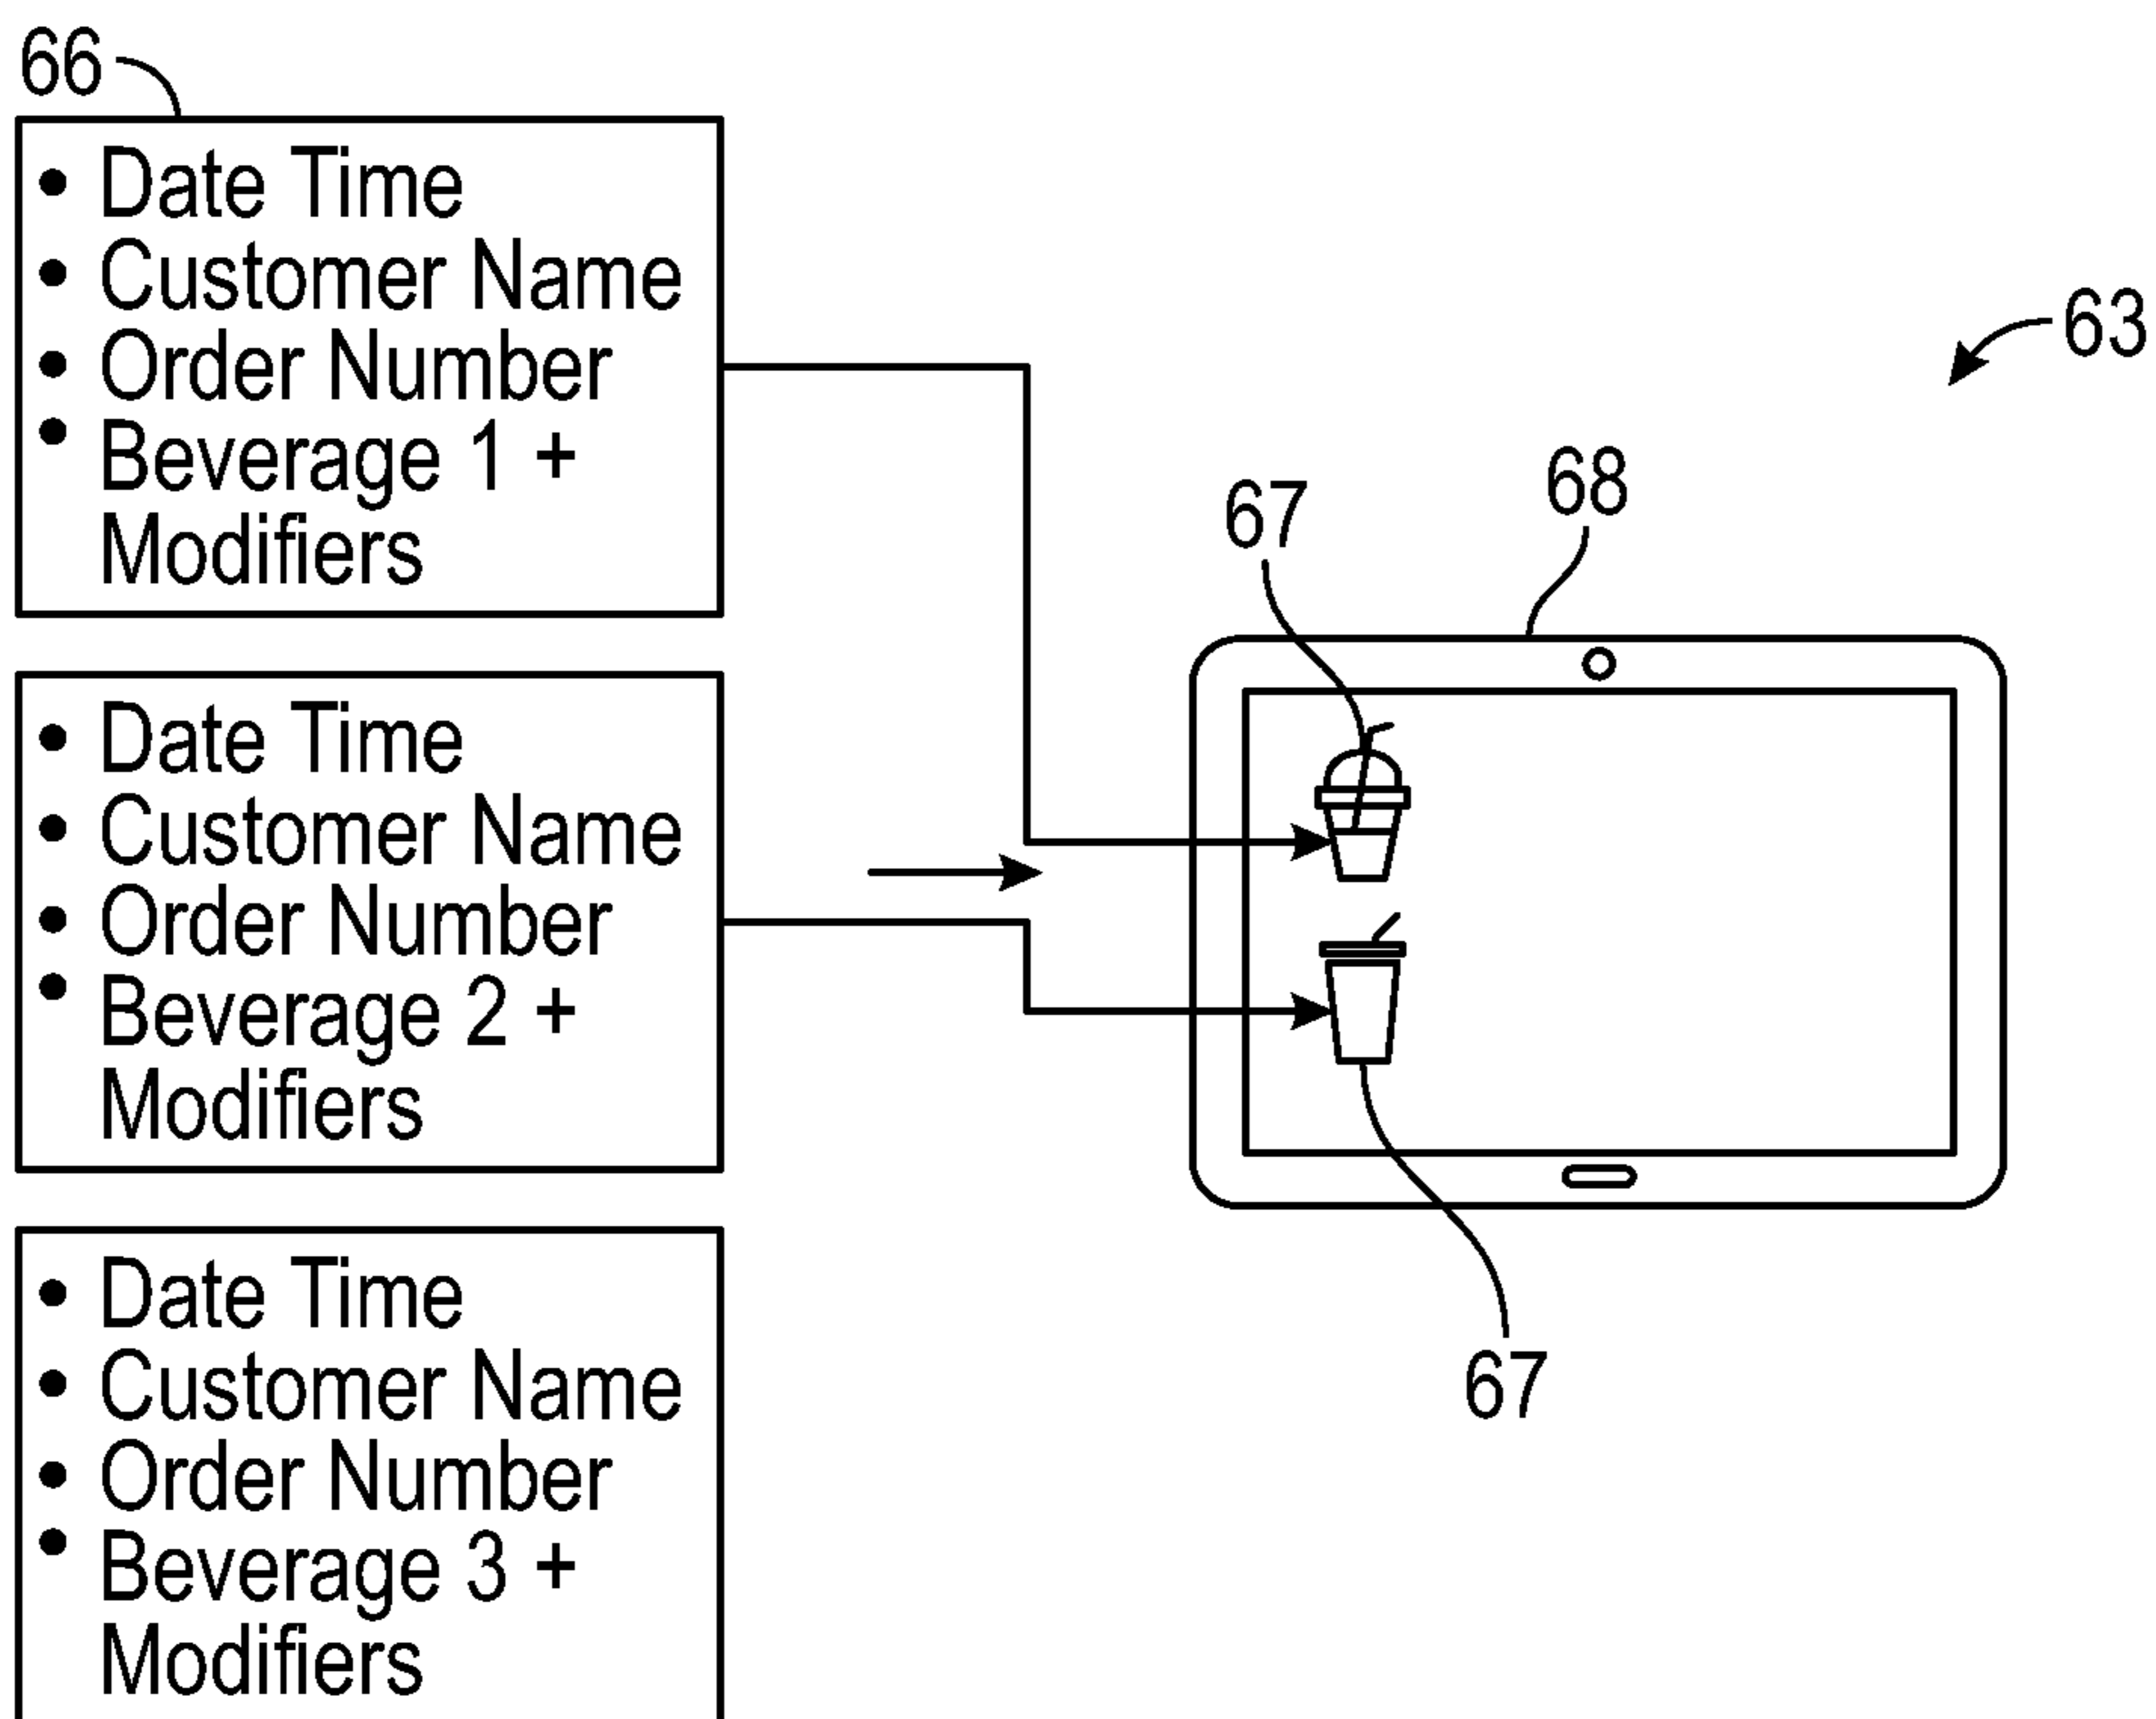 66
• Date Time
• Customer Name
• Order Number
• Beverage 1 +
Modifiers
• Date Time
• Customer Name
• Order Number
• Beverage 2 +
Modifiers
• Date Time
• Customer Name
• Order Number
• Beverage 3 +
Modifiers
63
68
67
67